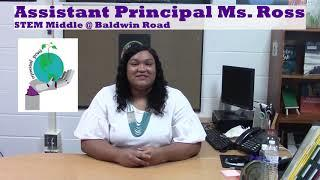 Assistant Principal Ms. Ross
STEM Middle @ Baldwin Road